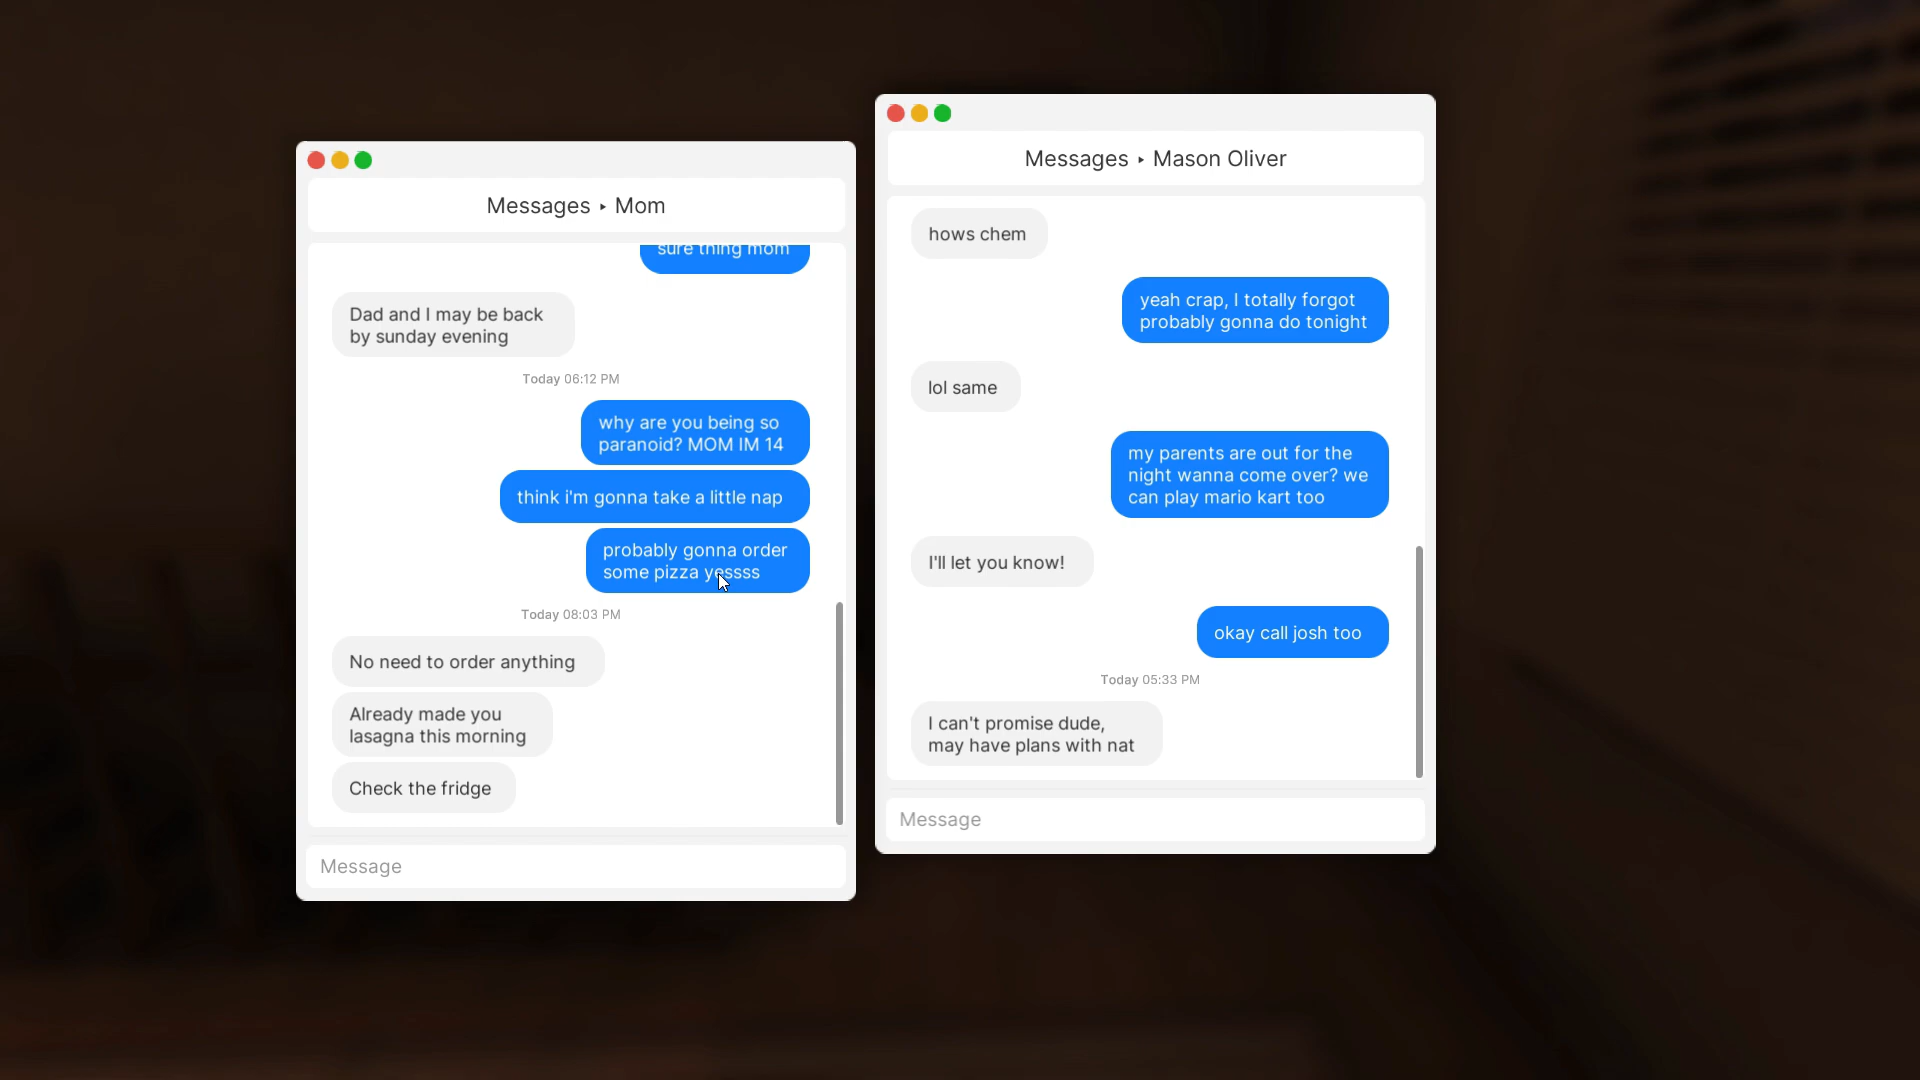 Messages ‣ Mom
sure thing mom
Dad and I may be back
by sunday evening
Today 06:12 PM
why are you being so
paranoid? MOM IM 14
think i'm gonna take a little nap
probably gonna order
some pizza yessss
Today 08:03 PM
No need to order anything
Already made you
lasagna this morning
Check the fridge
Message
Messages ‣ Mason Oliver
hows chem
yeah crap, I totally forgot
probably gonna do tonight
lol same
my parents are out for the
night wanna come over? we
can play mario kart too
I'll let you know!
okay call josh too
Today 05:33 PM
I can't promise dude,
may have plans with nat
Message